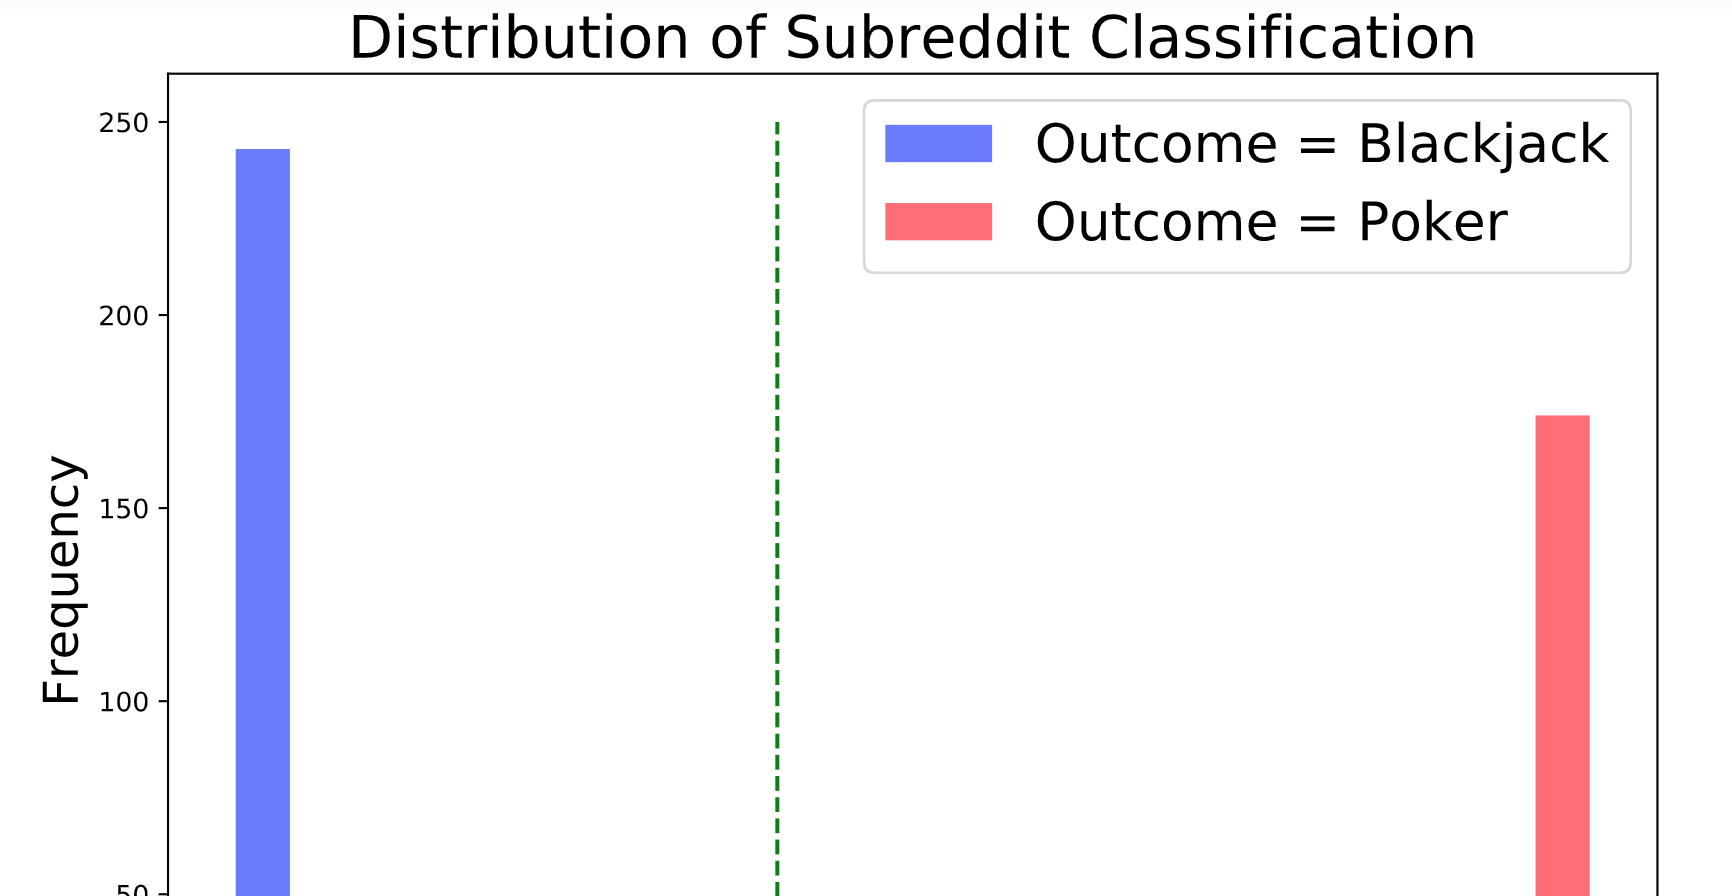 Distribution of Subreddit Classification
250
Outcome = Blackjack
Outcome = Poker
200
150
Frequency
100
50